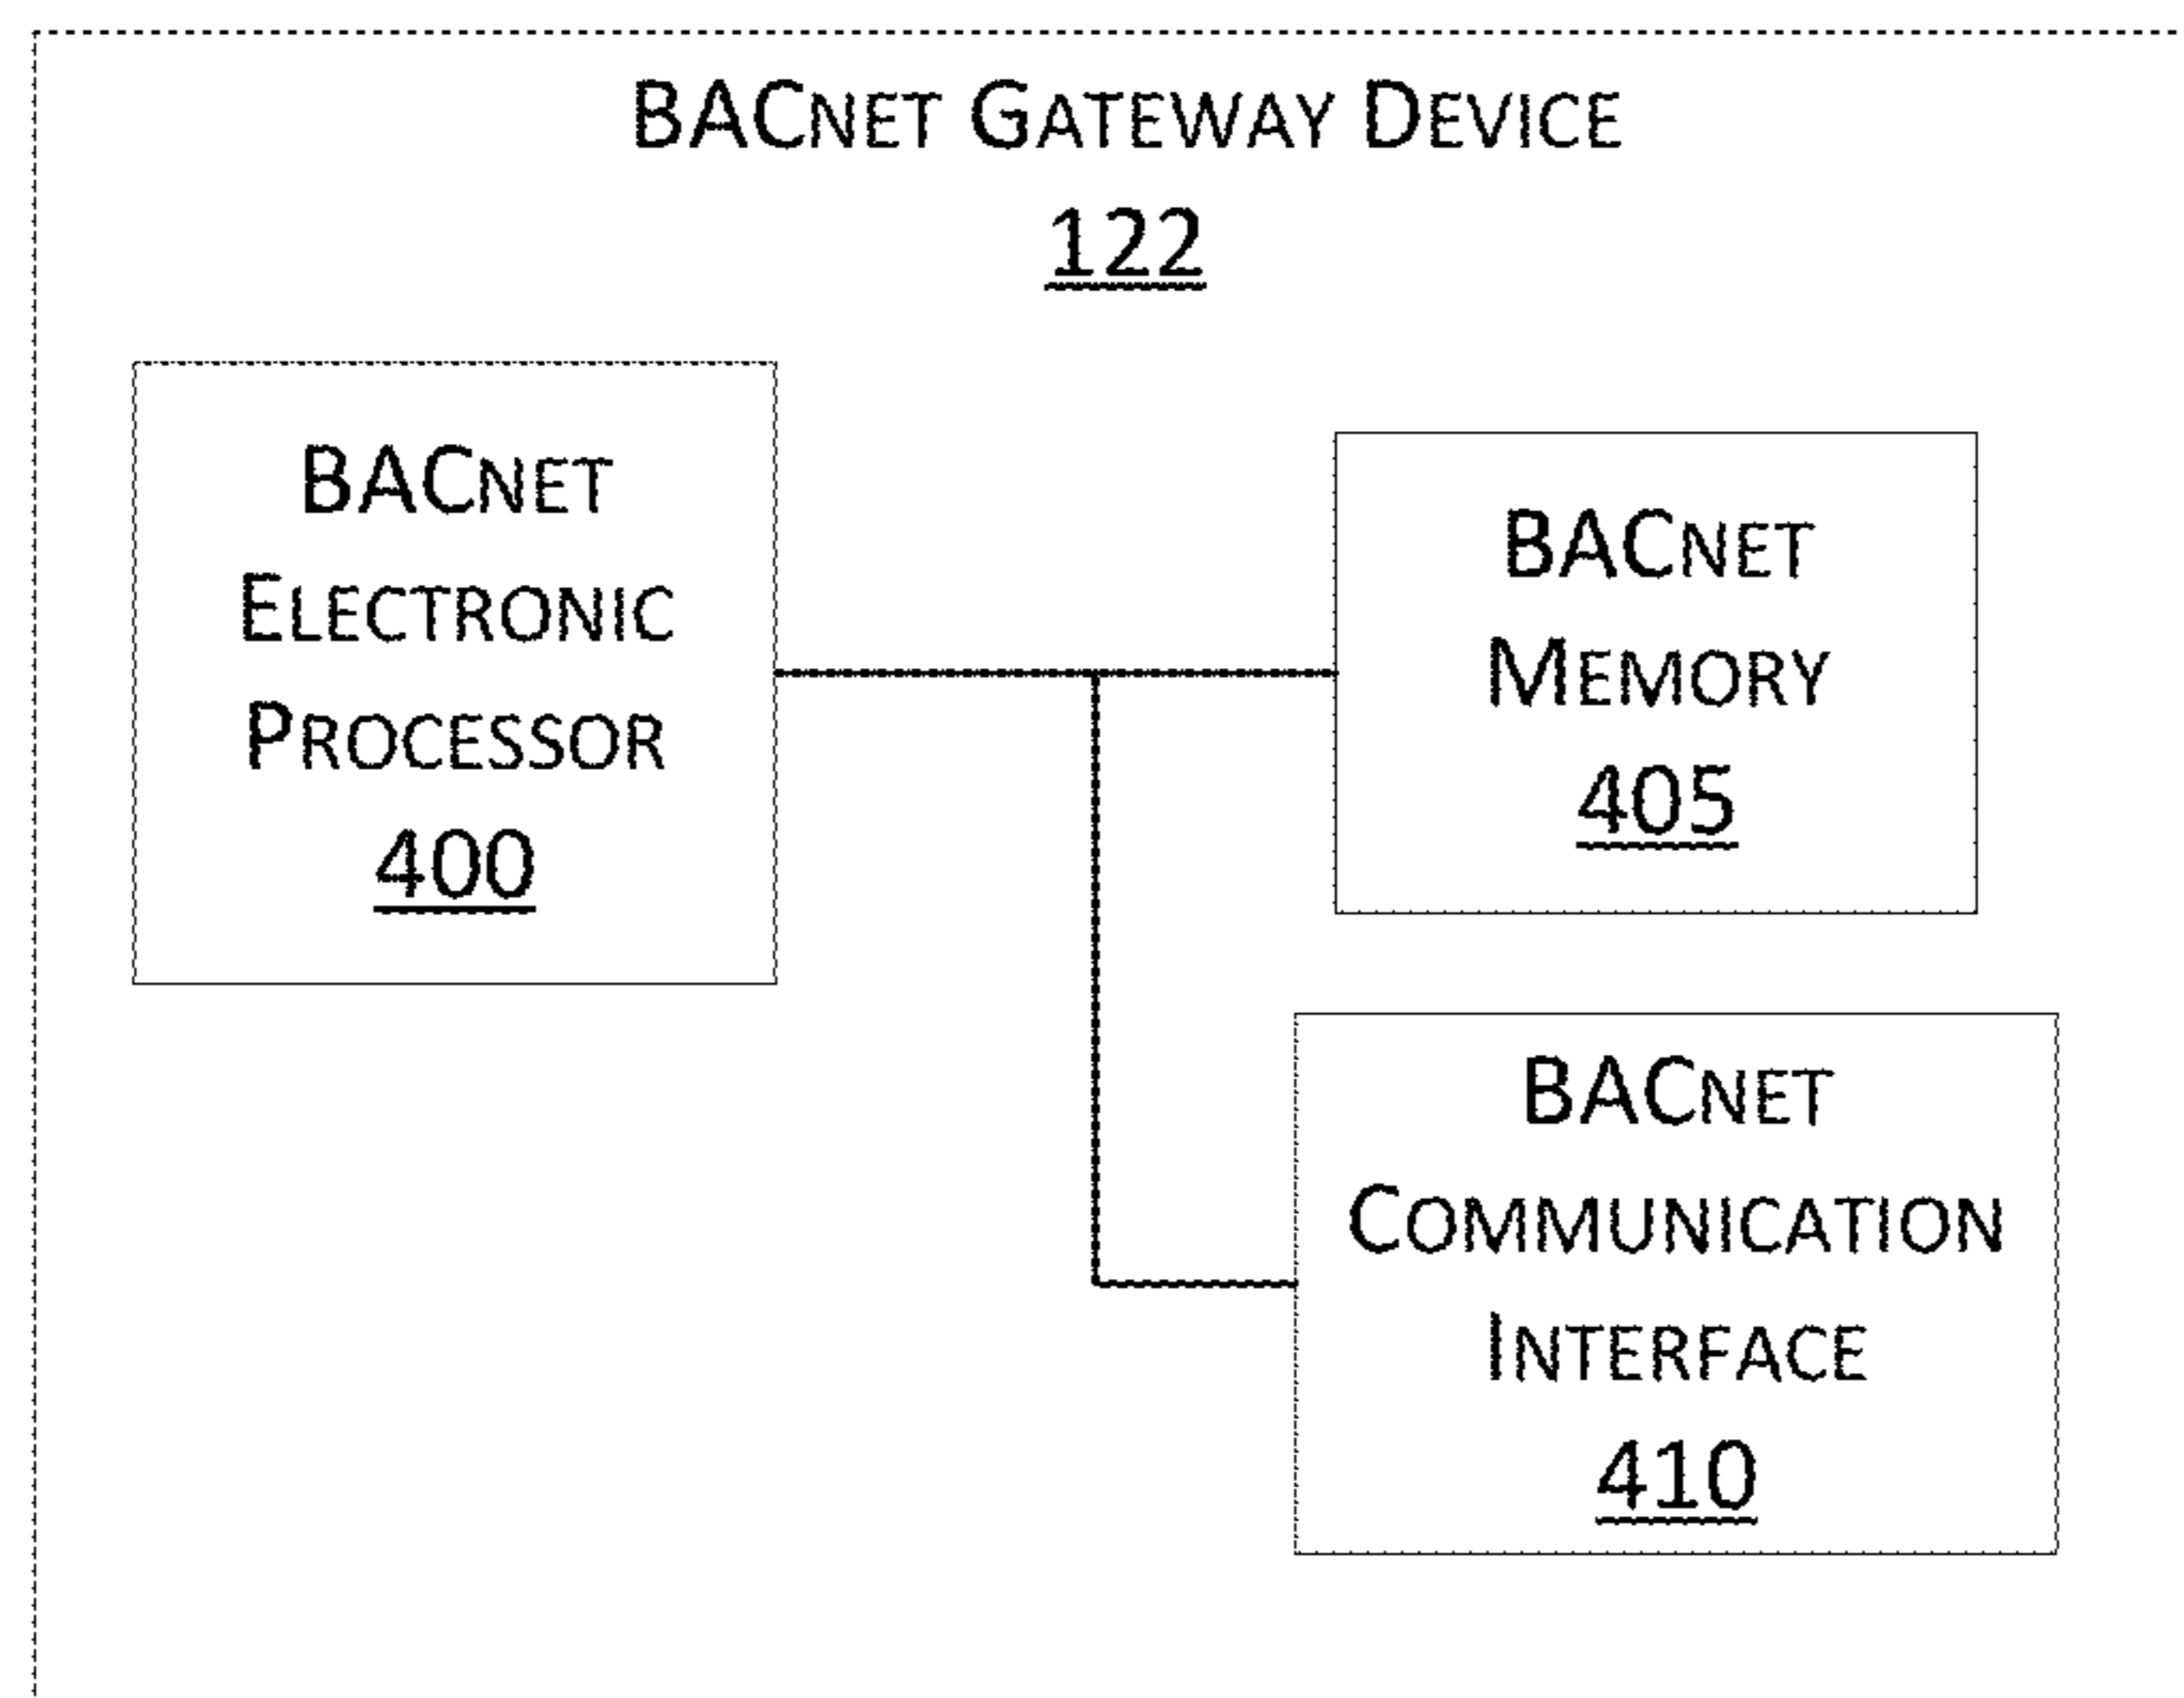 BACnet Gateway Device
122
BACnet
Electronic
Processor
400
BACnet
Memory
405
BACnet
Communication
Interface
410